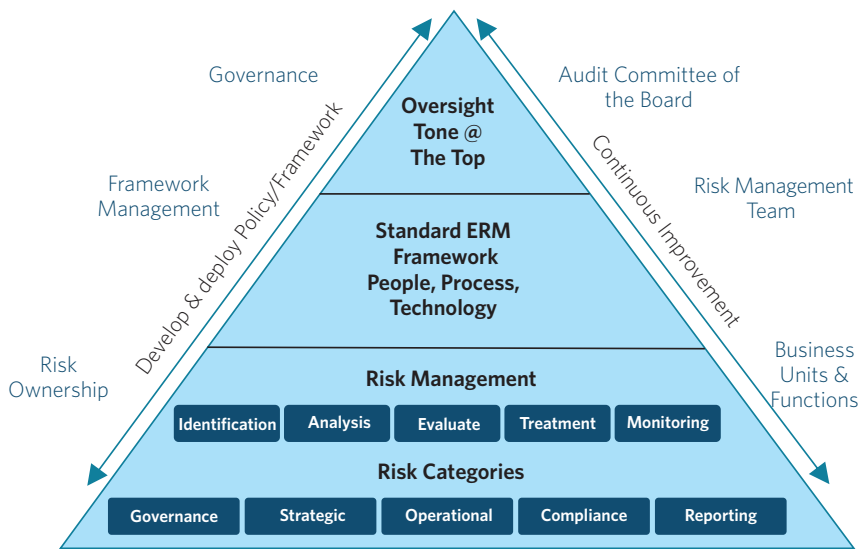 Governance
Audit Committee of
the Board
Oversight
Tone @
The Top
Develop & deploy Policy/Framework
Continuous Improvement
Framework
Management
Risk Management
Team
Standard ERM
Framework
People, Process,
Technology
Risk
Ownership
Business
Units &
Functions
Risk Management
Identification
Analysis
Evaluate
Treatment
Monitoring
Risk Categories
Governance
Strategic
Operational
Compliance
Reporting